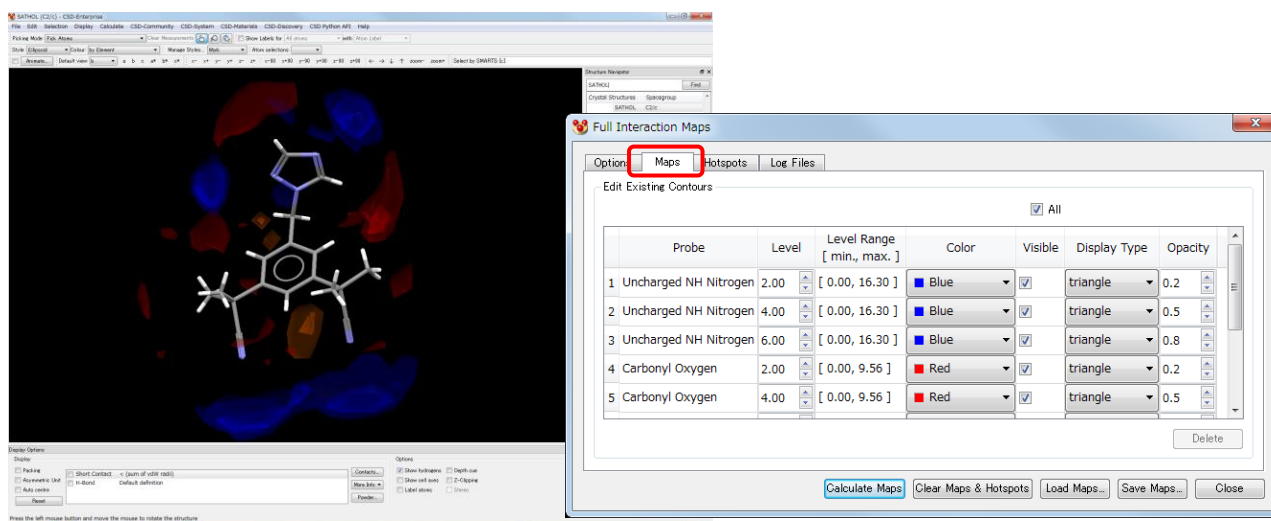 SATHOL (C2/c) - CSD-Enterprise
File Edit Selection Display Calculate CSD-Community CSD-System CSD-Materials CSD-Discovery CSD Python API Help
Picking Mode: Pick Atoms Clear Measurements Show Labels for All atoms with Atom Label
Style: Ellipsoid Colour: by Element Manage Styles... Work Atom selections:
Animate... Default view: b a b c a* b* c* x- x+ y- y+ z- z+ x-90 x+90 y-90 y+90 z-90 z+90 ← → ↓ ↑ zoom- zoom+ Select by SMARTS:
Structure Navigator
SATHOL Find
Crystal Structures Spacegroup
SATHOL C2/c
Full Interaction Maps
Options Maps Hotspots Log Files
Edit Existing Contours
All
Probe Level Level Range [ min., max. ] Color Visible Display Type Opacity
1 Uncharged NH Nitrogen 2.00 [ 0.00, 16.30 ] Blue triangle 0.2
2 Uncharged NH Nitrogen 4.00 [ 0.00, 16.30 ] Blue triangle 0.5
3 Uncharged NH Nitrogen 6.00 [ 0.00, 16.30 ] Blue triangle 0.8
4 Carbonyl Oxygen 2.00 [ 0.00, 9.56 ] Red triangle 0.2
5 Carbonyl Oxygen 4.00 [ 0.00, 9.56 ] Red triangle 0.5
Delete
Calculate Maps Clear Maps & Hotspots Load Maps... Save Maps... Close
Display Options
Display Options
Packing Short Contact < (sum of vdW radii) Contacts... Show hydrogens Depth cue
Asymmetric Unit H-Bond Default definition More Info Show cell axes Z-Clipping
Auto centre Label atoms Stereo
Reset Powder...
Press the left mouse button and move the mouse to rotate the structure